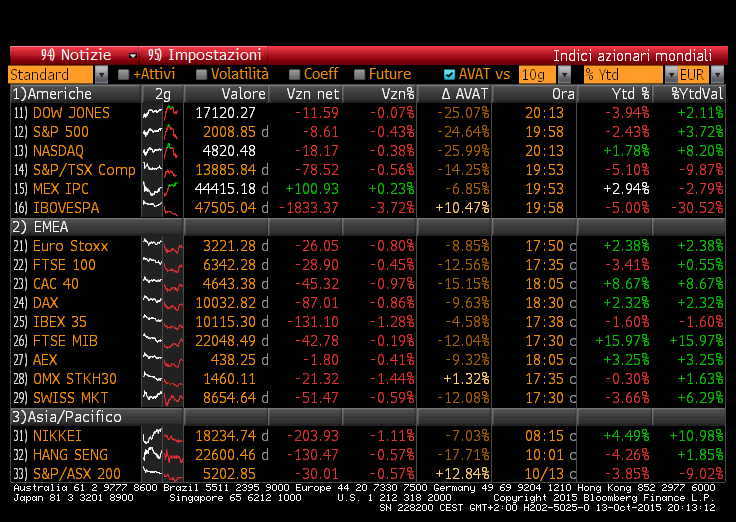 94) Notizie 95) Impostazioni Indici azionari mondiali
Standard +Attivi Volatilità Coeff Future AVAT vs 10g % Ytd EUR
1)Americhe 2g Valore Vzn net Vzn% Δ AVAT Ora Ytd % %YtdVal
11) DOW JONES 17120.27 -11.59 -0.07% -25.07% 20:13 -3.94% +2.11%
12) S&P 500 2008.85 d -8.61 -0.43% -24.64% 19:58 -2.43% +3.72%
13) NASDAQ 4820.48 -18.17 -0.38% -25.99% 20:13 +1.78% +8.20%
14) S&P/TSX Comp 13885.84 d -78.52 -0.56% -14.25% 19:53 -5.10% -9.87%
15) MEX IPC 44415.18 d +100.93 +0.23% -6.85% 19:53 +2.94% -2.79%
16) IBOVESPA 47505.04 d -1833.37 -3.72% +10.47% 19:58 -5.00% -30.52%
2) EMEA
21) Euro Stoxx 3221.28 d -26.05 -0.80% -8.85% 17:50 c +2.38% +2.38%
22) FTSE 100 6342.28 d -28.90 -0.45% -12.56% 17:35 c -3.41% +0.55%
23) CAC 40 4643.38 d -45.32 -0.97% -15.15% 18:05 c +8.67% +8.67%
24) DAX 10032.82 d -87.01 -0.86% -9.63% 18:30 c +2.32% +2.32%
25) IBEX 35 10115.30 d -131.10 -1.28% -4.58% 17:38 c -1.60% -1.60%
26) FTSE MIB 22048.49 d -42.78 -0.19% -12.04% 17:30 c +15.97% +15.97%
27) AEX 438.25 d -1.80 -0.41% -9.32% 18:05 c +3.25% +3.25%
28) OMX STKH30 1460.11 -21.32 -1.44% +1.32% 17:35 c -0.30% +1.63%
29) SWISS MKT 8654.64 d -51.47 -0.59% -12.08% 17:30 c -3.66% +6.29%
3)Asia/Pacifico
31) NIKKEI 18234.74 d -203.93 -1.11% -7.03% 08:15 c +4.49% +10.98%
32) HANG SENG 22600.46 d -130.47 -0.57% -17.71% 10:01 c -4.26% +1.85%
33) S&P/ASX 200 5202.85 -30.01 -0.57% +12.84% 10/13 c -3.85% -9.02%
Australia 61 2 9777 8600 Brazil 5511 2395 9000 Europe 44 20 7330 7500 Germany 49 69 9204 1210 Hong Kong 852 2977 6000
Japan 81 3 3201 8900 Singapore 65 6212 1000 U.S. 1 212 318 2000 Copyright 2015 Bloomberg Finance L.P.
SN 228200 CEST GMT+2:00 H202-5025-0 13-Oct-2015 20:13:12